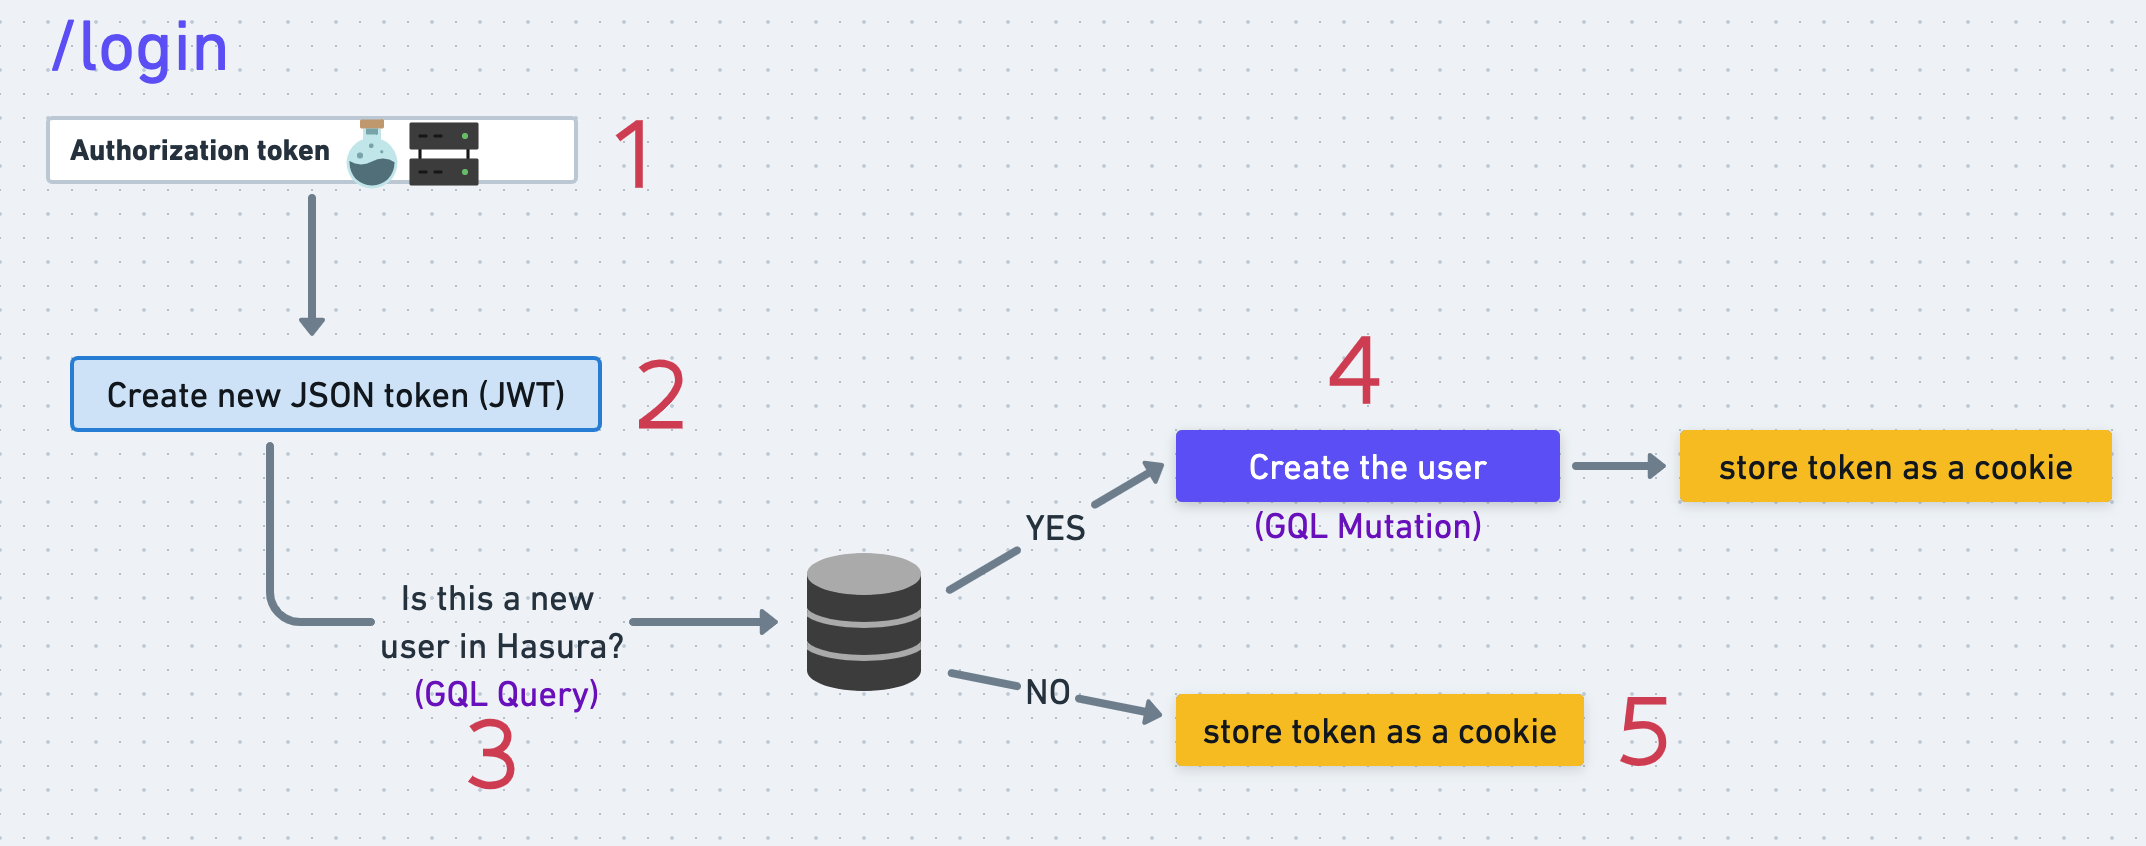 /login
Authorization token
1
Create new JSON token (JWT)
2
Is this a new
user in Hasura?
(GQL Query)
3
YES
4
Create the user
(GQL Mutation)
store token as a cookie
NO
store token as a cookie
5